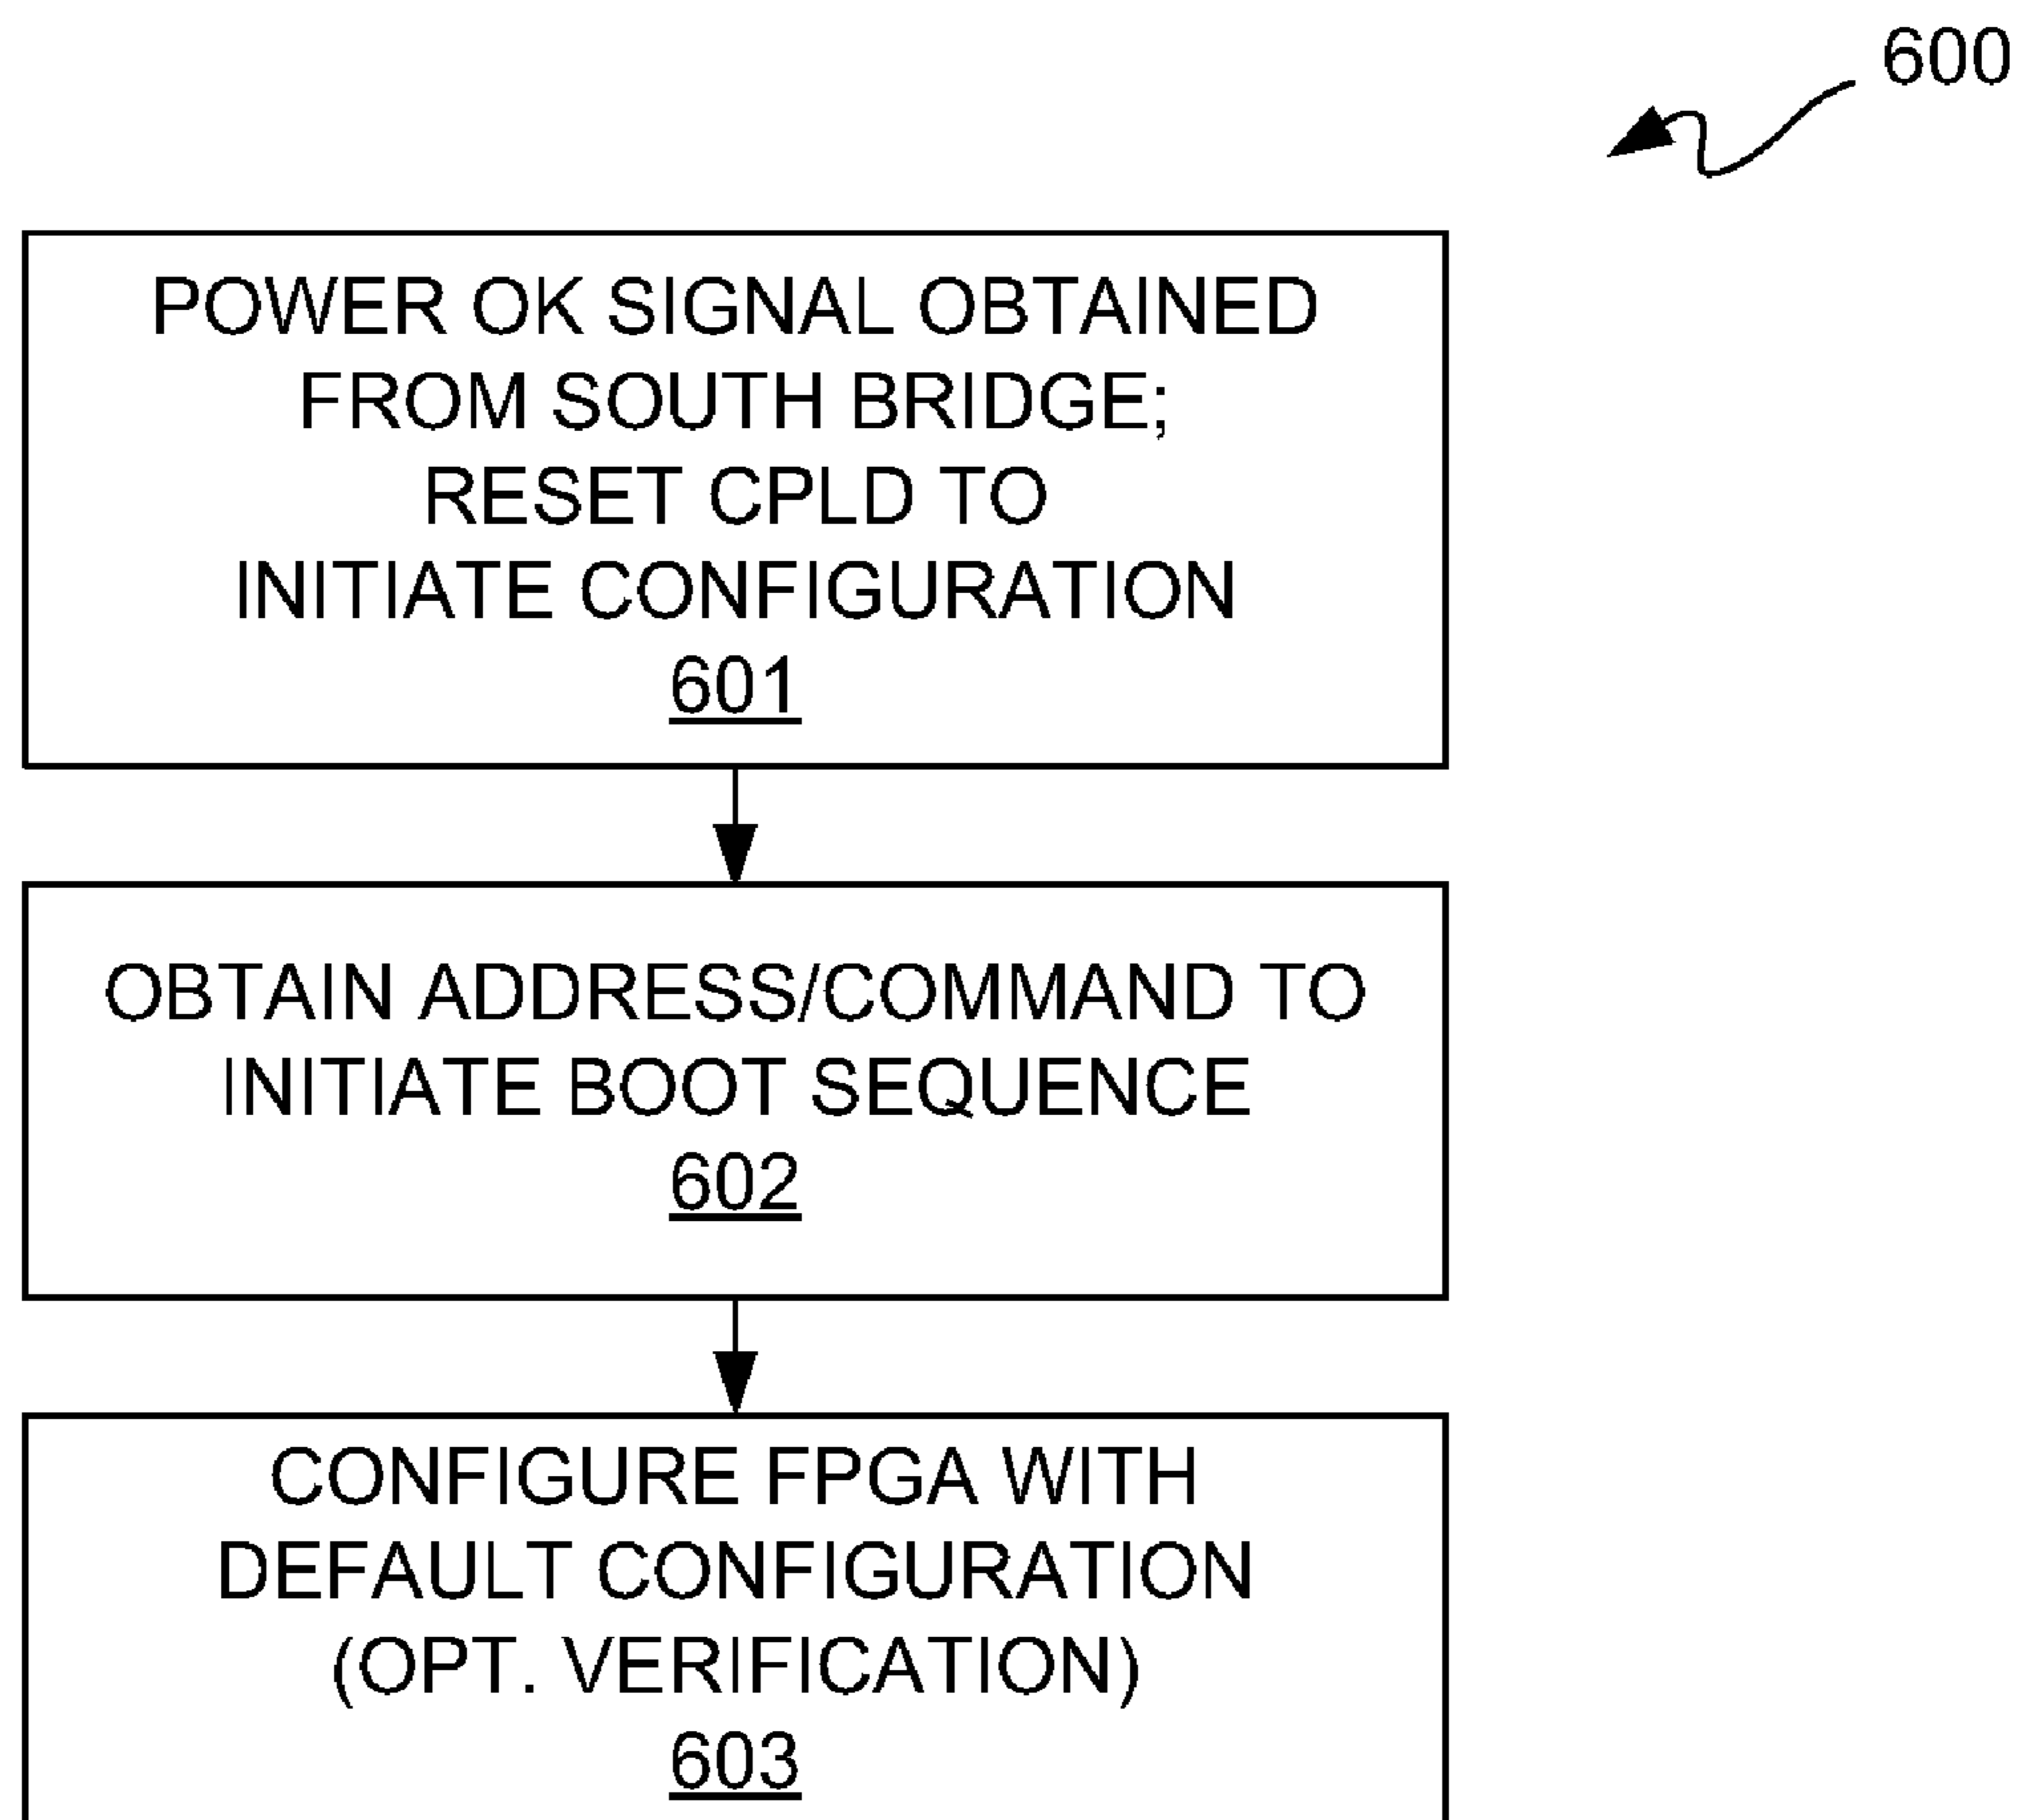 600
POWER OK SIGNAL OBTAINED
FROM SOUTH BRIDGE;
RESET CPLD TO
INITIATE CONFIGURATION
601
OBTAIN ADDRESS/COMMAND TO
INITIATE BOOT SEQUENCE
602
CONFIGURE FPGA WITH
DEFAULT CONFIGURATION
(OPT. VERIFICATION)
603